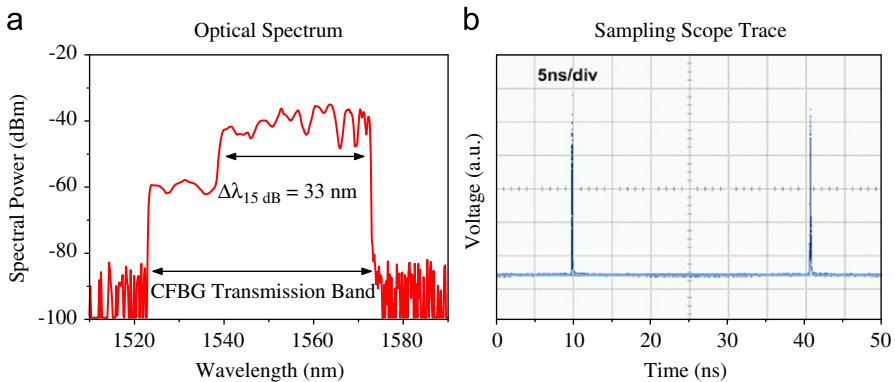 a
Optical Spectrum
Spectral Power (dBm)
-20
-40
-60
-80
-100
Δλ15 dB = 33 nm
CFBG Transmission Band
1520
1540
1560
1580
Wavelength (nm)
b
Sampling Scope Trace
Voltage (a.u.)
5ns/div
0
10
20
30
40
50
Time (ns)